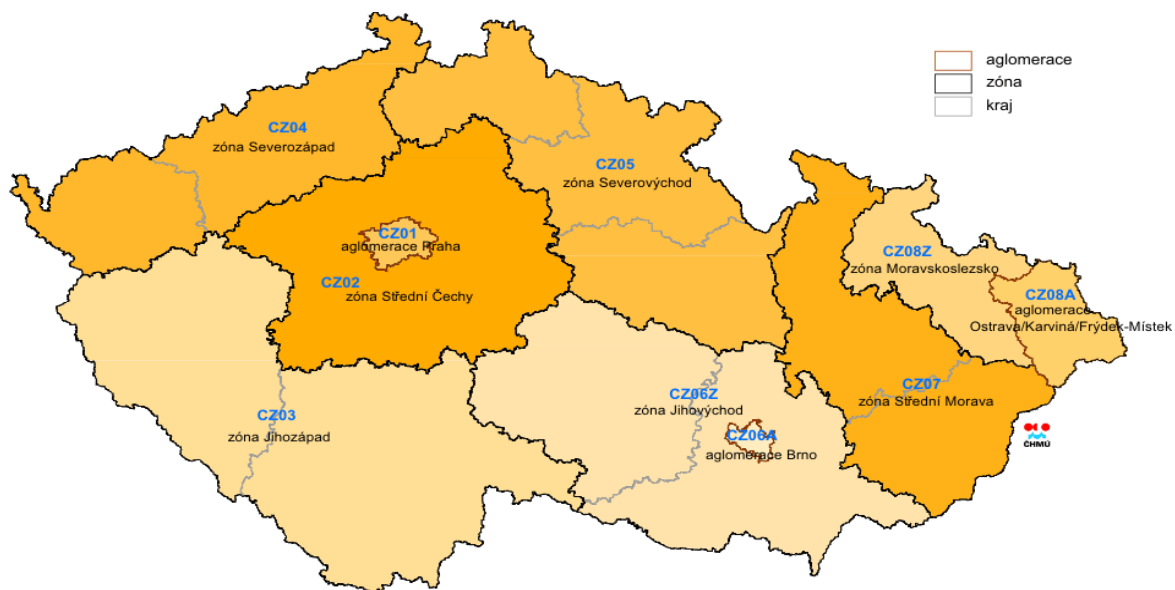 aglomerace
zóna
kraj
CZ04
zóna Severozápad
CZ05
zóna Severovýchod
CZ01
aglomerace Praha
CZ02
zóna Střední Čechy
CZ08Z
zóna Moravskoslezsko
CZ08A
aglomerace
Ostrava/Karviná/Frýdek-Místek
CZ07
zóna Střední Morava
CZ06Z
zóna Jihovýchod
CZ03
zóna Jihozápad
CZ06A
aglomerace Brno
ČHMÚ